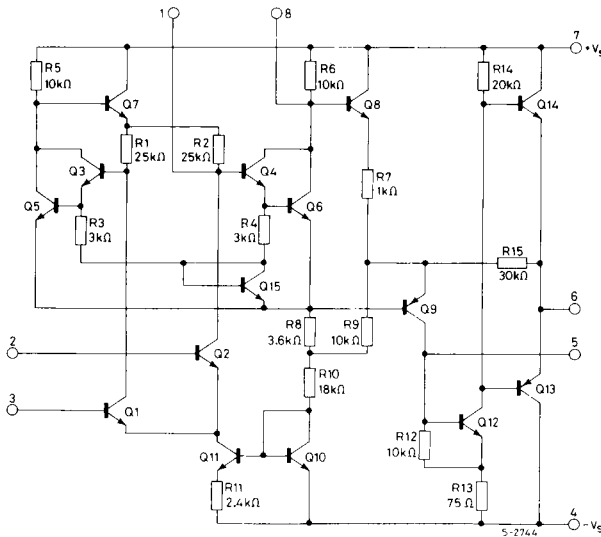 1
8
7
+Vs
R5
10kΩ
Q7
R6
10kΩ
Q8
R14
20kΩ
Q14
R1
25kΩ
R2
25kΩ
Q3
Q4
R7
1kΩ
Q5
R3
3kΩ
R4
3kΩ
Q6
Q15
R15
30kΩ
Q9
6
R8
3.6kΩ
R9
10kΩ
5
2
Q2
R10
18kΩ
Q13
3
Q1
Q12
R12
10kΩ
Q11
Q10
R11
2.4kΩ
R13
75Ω
4
-Vs
5-2744